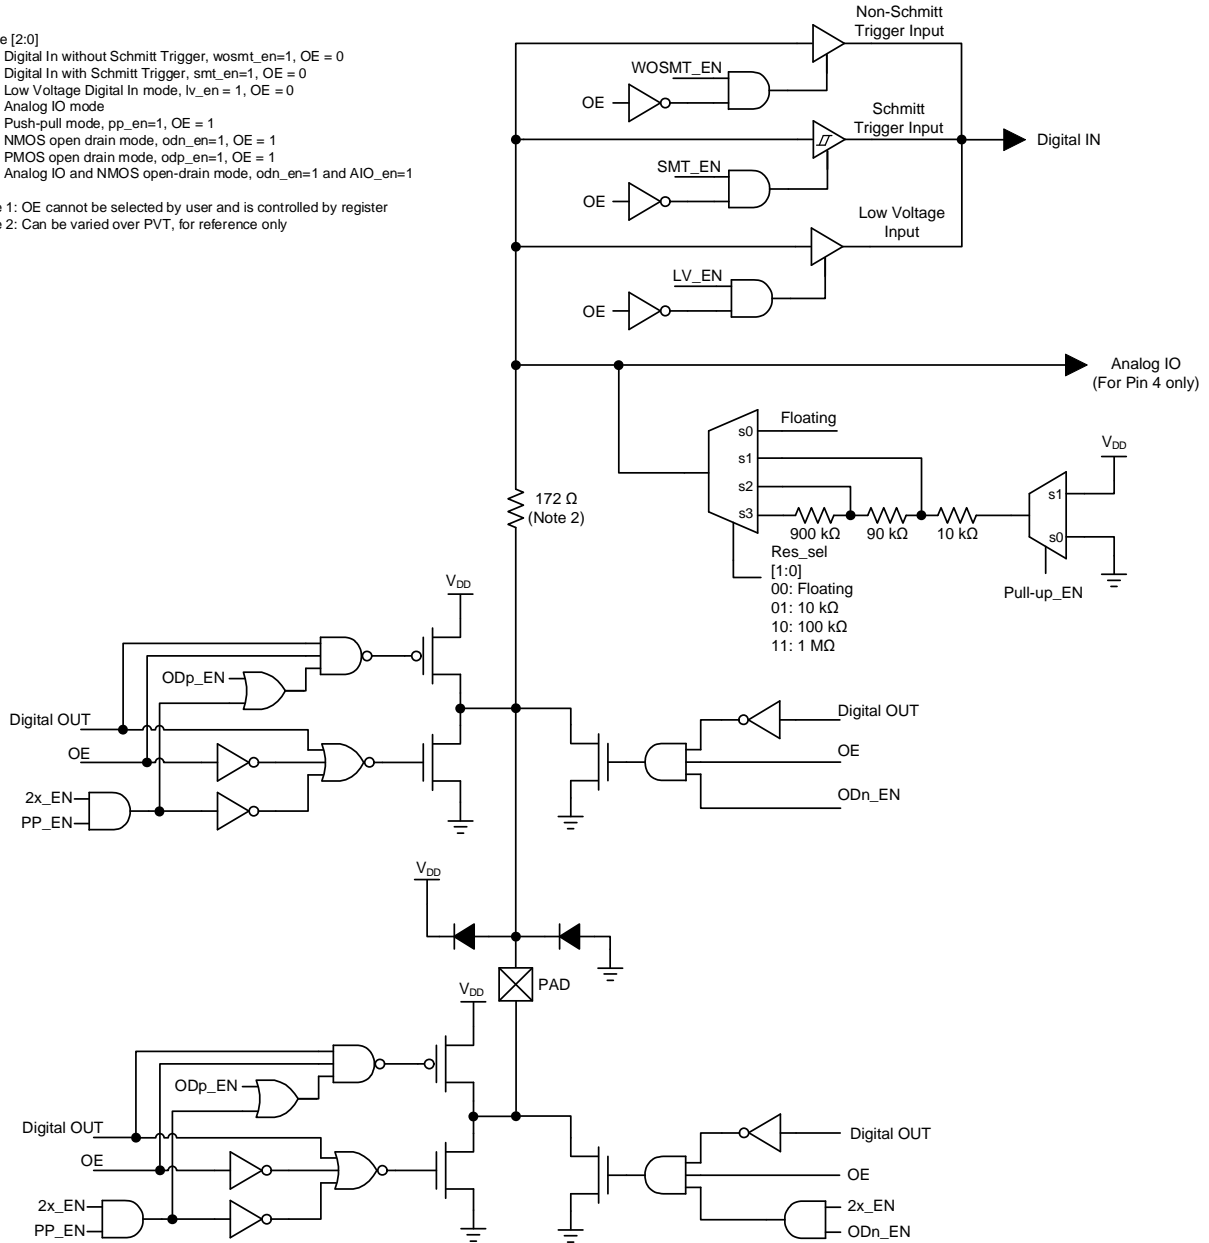 e [2:0]
Digital In without Schmitt Trigger, wosmt_en=1, OE = 0
Digital In with Schmitt Trigger, smt_en=1, OE = 0
Low Voltage Digital In mode, lv_en = 1, OE =0
Analog IO mode
Push-pull mode, pp_en=1, OE = 1
NMOS open drain mode, odn_en=1, OE = 1
PMOS open drain mode, odp_en=1, OE = 1
Analog IO and NMOS open-drain mode, odn_en=1 and AIO_en=1
e 1: OE cannot be selected by user and is controlled by register
e 2: Can be varied over PVT, for reference only
Non-Schmitt
Trigger Input
WOSMT_EN
OE
Schmitt
Trigger Input
Digital IN
SMT_EN
OE
Low Voltage
Input
LV_EN
OE
Analog IO
(For Pin 4 only)
Floating
s0
s1
s2
s3
900 kΩ
90 kΩ
10 kΩ
VDD
s1
s0
Pull-up_EN
Res_sel
[1:0]
00: Floating
01: 10 kΩ
10: 100 kΩ
11: 1 MΩ
172 Ω
(Note 2)
VDD
ODp_EN
Digital OUT
OE
2x_EN
PP_EN
Digital OUT
OE
ODn_EN
VDD
PAD
VDD
ODp_EN
Digital OUT
OE
2x_EN
PP_EN
Digital OUT
OE
2x_EN
ODn_EN